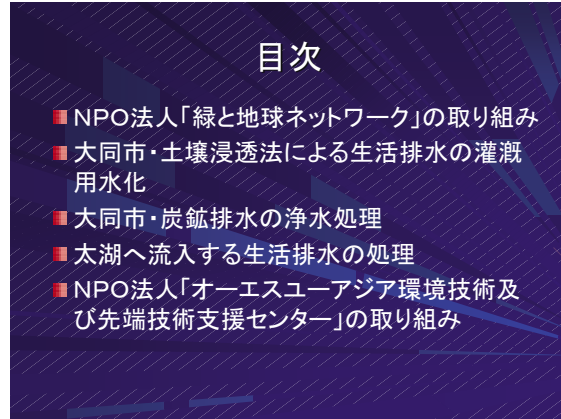 目次
NPO法人「緑と地球ネットワーク」の取り組み
大同市・土壌浸透法による生活排水の灌漑
用水化
大同市・炭鉱排水の浄水処理
太湖へ流入する生活排水の処理
NPO法人「オーエスユーアジア環境技術及
び先端技術支援センター」の取り組み